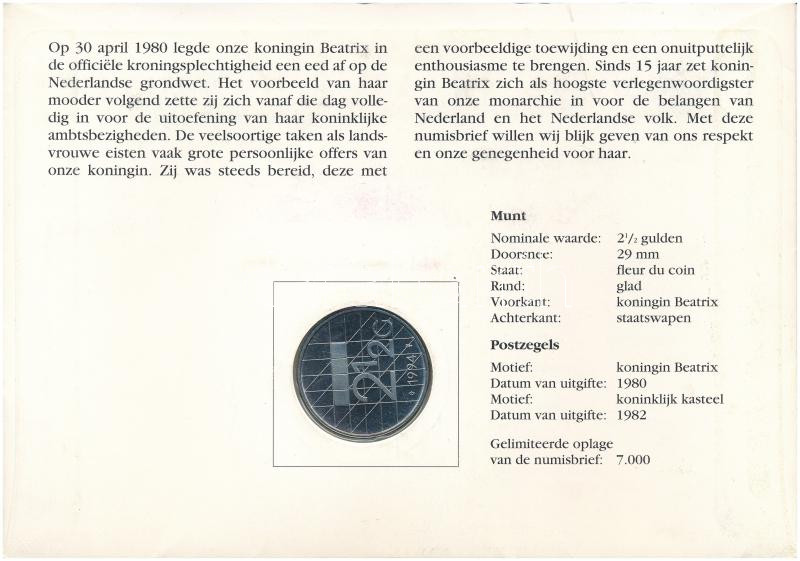 Op 30 april 1980 legde onze koningin Beatrix in
de officiële kroningsplechtigheid een eed af op de
Nederlandse grondwet. Het voorbeeld van haar
mooder volgend zette zij zich vanaf die dag volle-
dig in voor de uitoefening van haar koninklijke
ambtsbezigheden. De veelsoortige taken als lands-
vrouwe eisten vaak grote persoonlijke offers van
onze koningin. Zij was steeds bereid, deze met
een voorbeeldige toewijding en een onuitputtelijk
enthousiasme te brengen. Sinds 15 jaar zet konin-
gin Beatrix zich als hoogste verlegenwoordigster
van onze monarchie in voor de belangen van
Nederland en het Nederlandse volk. Met deze
numisbrief willen wij blijk geven van ons respekt
en onze genegenheid voor haar.
Munt
Nominale waarde: 2 1/2 gulden
Doorsnee: 29 mm
Staat: fleur du coin
Rand: glad
Voorkant: koningin Beatrix
Achterkant: staatswapen
Postzegels
Motief: koningin Beatrix
Datum van uitgifte: 1980
Motief: koninklijk kasteel
Datum van uitgifte: 1982
Gelimiteerde oplage
van de numisbrief: 7.000
2 1/2 G
1994